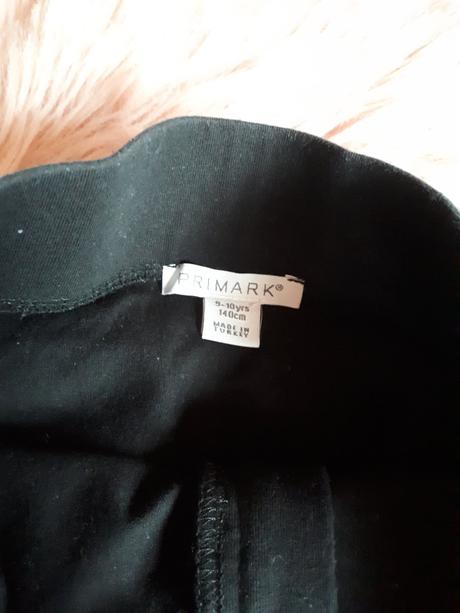 PRIMARK®
9-10yrs
140cm
MADE IN
TURKEY